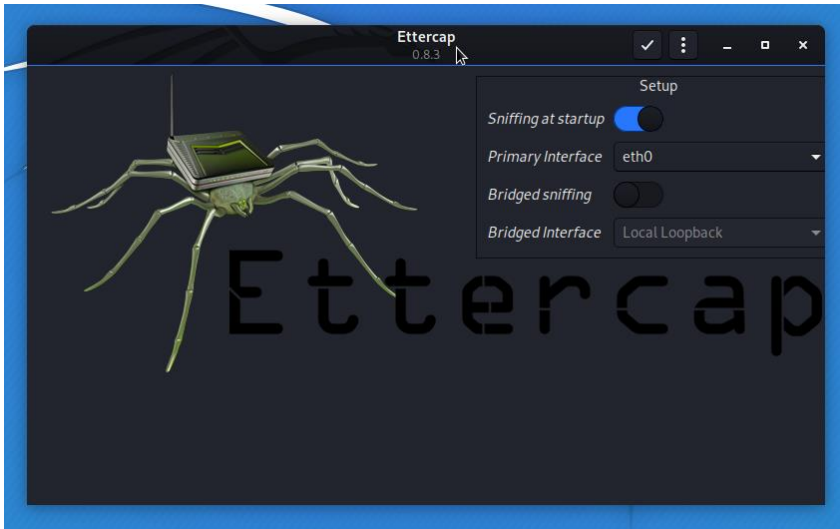 Ettercap
0.8.3
Setup
Sniffing at startup
Primary Interface eth0
Bridged sniffing
Bridged Interface Local Loopback
Ettercap